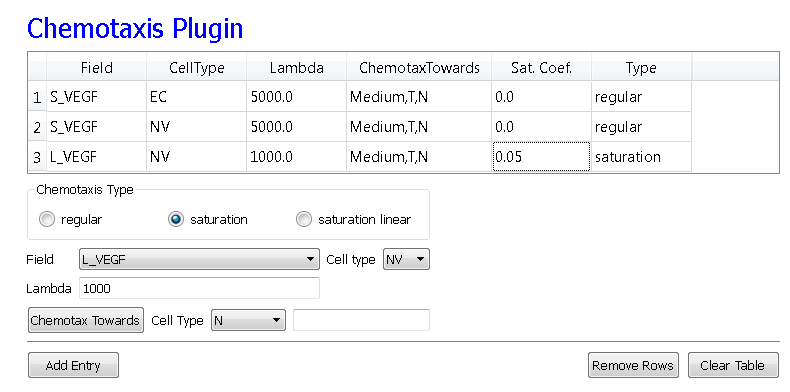 Chemotaxis Plugin
Field CellType Lambda ChemotaxTowards Sat. Coef. Type
1 S_VEGF EC 5000.0 Medium,T,N 0.0 regular
2 S_VEGF NV 5000.0 Medium,T,N 0.0 regular
3 L_VEGF NV 1000.0 Medium,T,N 0.05 saturation
Chemotaxis Type
regular saturation saturation linear
Field L_VEGF Cell type NV
Lambda 1000
Chemotax Towards Cell Type N
Add Entry Remove Rows Clear Table